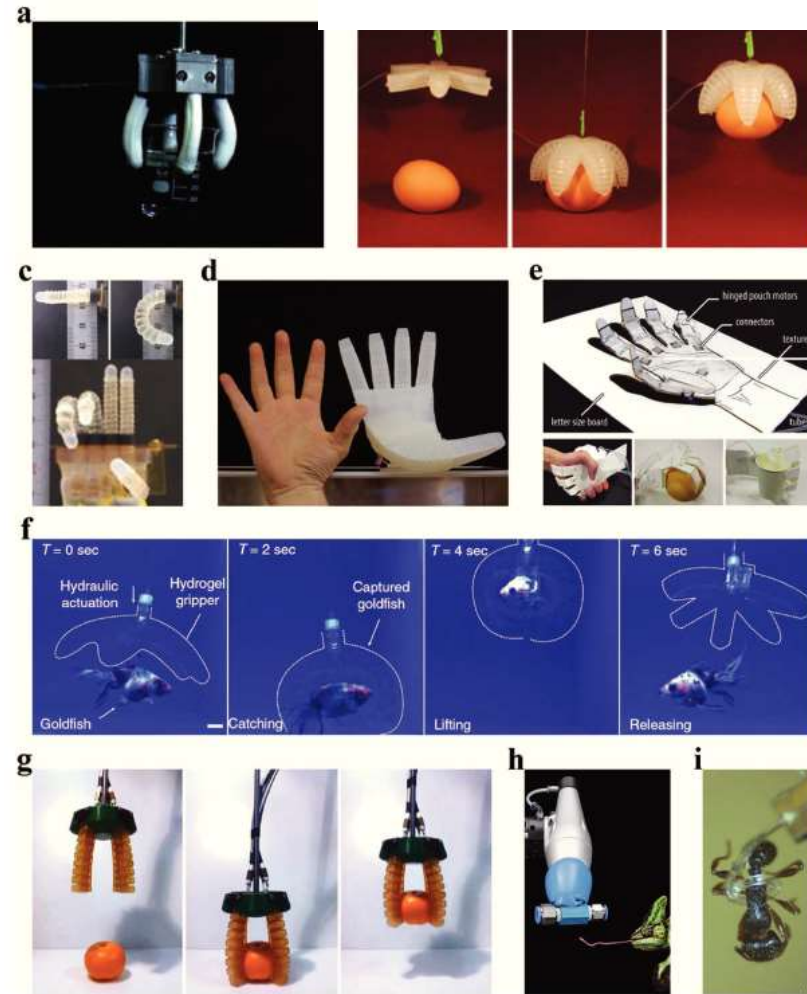 a
c
d
e
hinged pouch motors
connectors
texture
letter size board
tube
f
T = 0 sec
T = 2 sec
T = 4 sec
T = 6 sec
Hydraulic
actuation
Hydrogel
gripper
Captured
goldfish
Goldfish
Catching
Lifting
Releasing
g
h
i